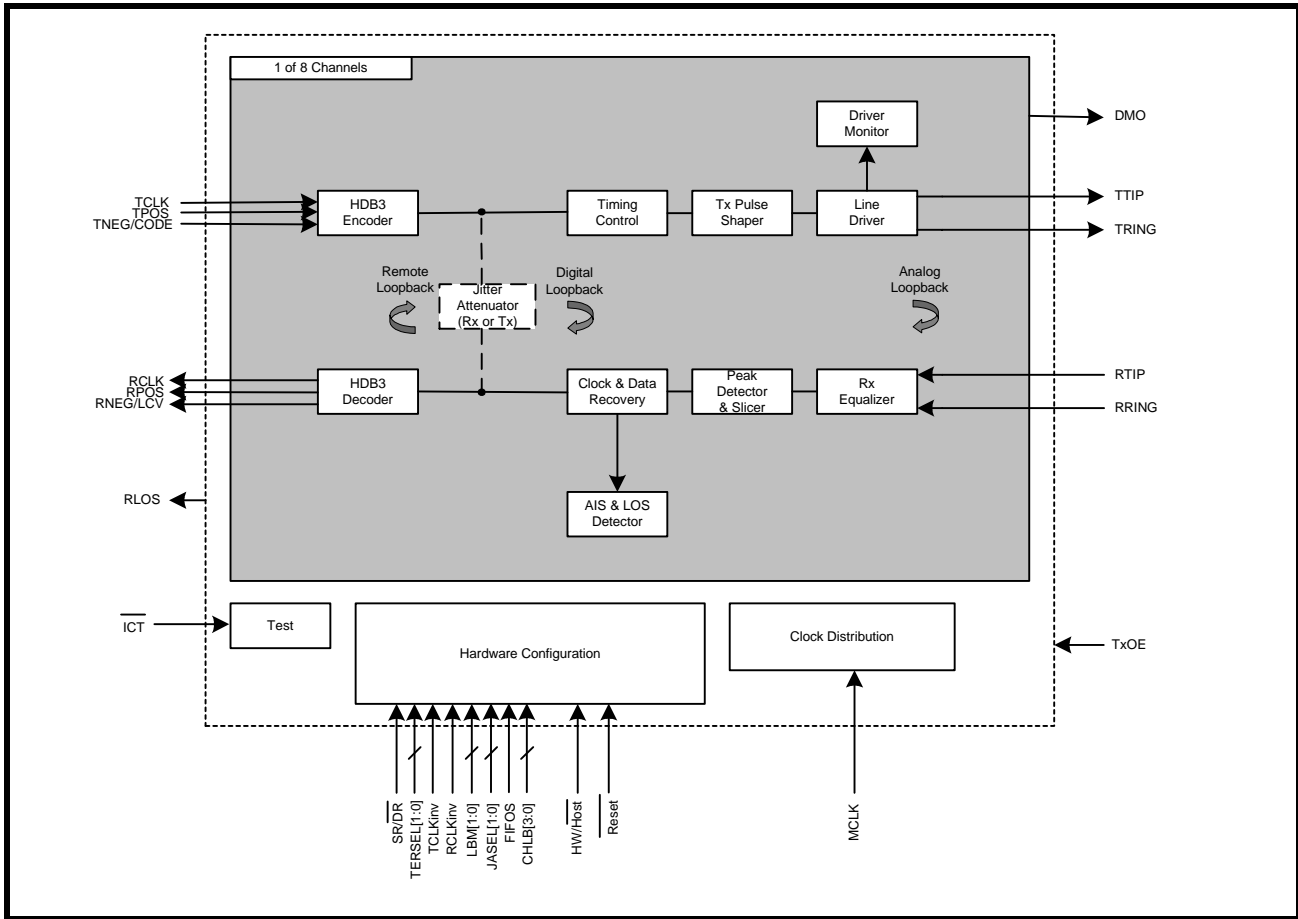 1 of 8 Channels
Driver
Monitor
DMO
TCLK
TPOS
TNEG/CODE
HDB3
Encoder
Timing
Control
Tx Pulse
Shaper
Line
Driver
TTIP
TRING
Remote
Loopback
Jitter
Attenuator
(Rx or Tx)
Digital
Loopback
Analog
Loopback
RCLK
RPOS
RNEG/LCV
HDB3
Decoder
Clock & Data
Recovery
Peak
Detector
& Slicer
Rx
Equalizer
RTIP
RRING
RLOS
AIS & LOS
Detector
ICT
Test
Hardware Configuration
Clock Distribution
TxOE
SR/DR
TERSEL[1:0]
TCLKinv
RCLKinv
LBM[1:0]
JASEL[1:0]
FIFOS
CHLB[3:0]
HW/Host
Reset
MCLK